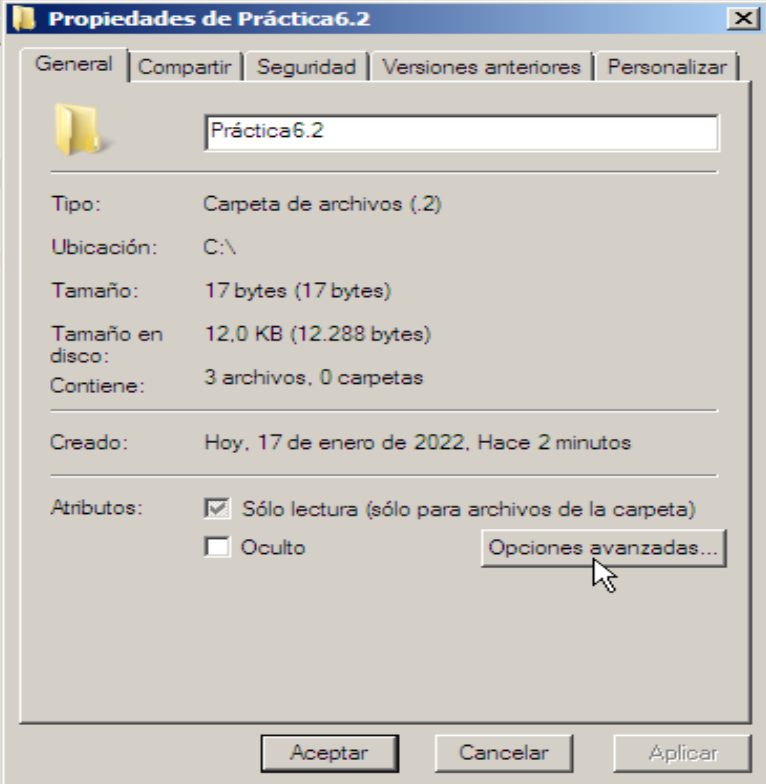 Propiedades de Práctica6.2
General Compartir Seguridad Versiones anteriores Personalizar
Práctica6.2
Tipo: Carpeta de archivos (.2)
Ubicación: C:\
Tamaño: 17 bytes (17 bytes)
Tamaño en disco: 12,0 KB (12.288 bytes)
Contiene: 3 archivos, 0 carpetas
Creado: Hoy, 17 de enero de 2022, Hace 2 minutos
Atributos: Sólo lectura (sólo para archivos de la carpeta)
Oculto Opciones avanzadas...
Aceptar Cancelar Aplicar